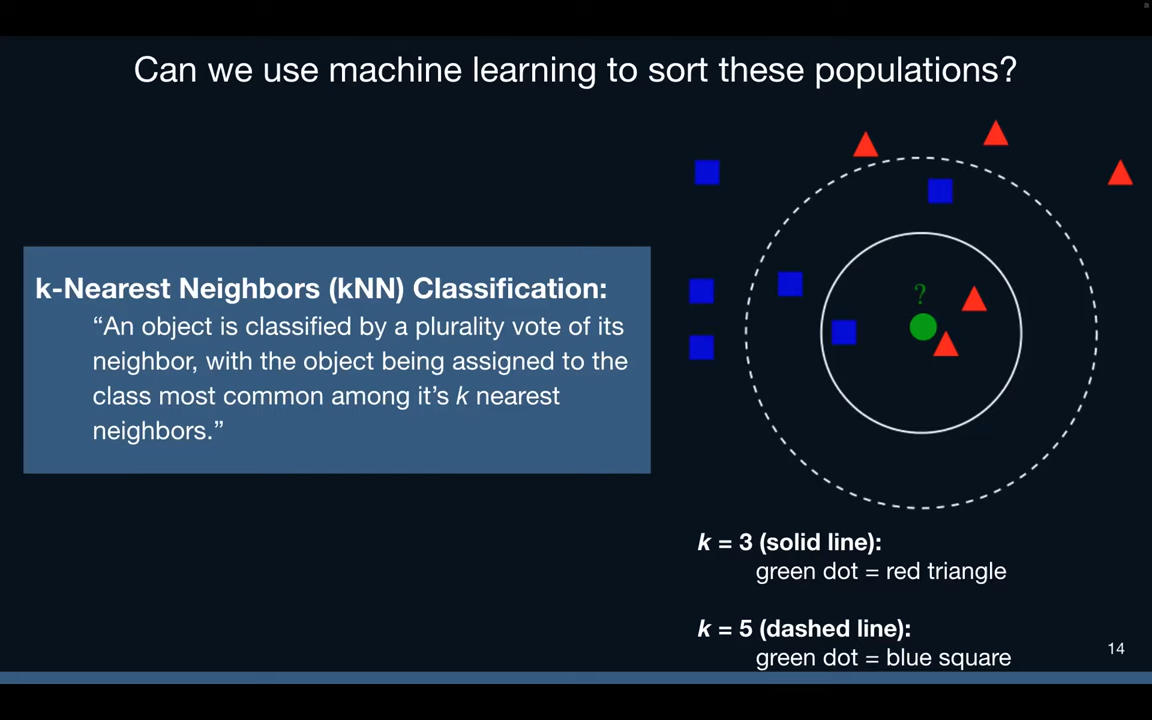 Can we use machine learning to sort these populations?
k-Nearest Neighbors (kNN) Classification:
“An object is classified by a plurality vote of its
neighbor, with the object being assigned to the
class most common among it’s k nearest
neighbors.”
?
k = 3 (solid line):
green dot = red triangle
k = 5 (dashed line):
green dot = blue square
14